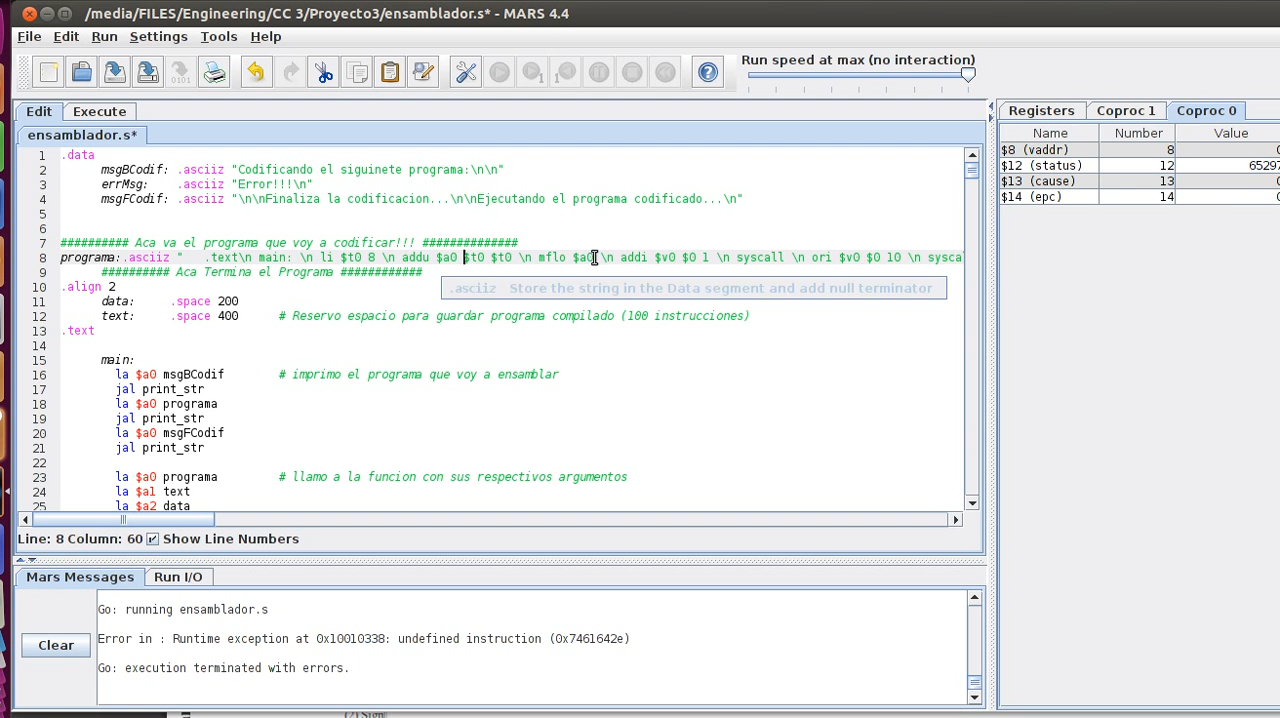 /media/FILES/Engineering/CC 3/Proyecto3/ensamblador.s* - MARS 4.4
File Edit Run Settings Tools Help
Run speed at max (no interaction)
Edit Execute
ensamblador.s*
1 .data
2 msgBCodif: .asciiz "Codificando el siguinete programa:\n\n"
3 errMsg: .asciiz "Error!!!\n"
4 msgFCodif: .asciiz "\n\nFinaliza la codificacion...\n\nEjecutando el programa codificado...\n"
5
6
7 ########## Aca va el programa que voy a codificar!!! ##############
8 programa:.asciiz " .text\n main: \n li $t0 8 \n addu $a0 $t0 $t0 \n mflo $a0 \n addi $v0 $0 1 \n syscall \n ori $v0 $0 10 \n sysca
9 ########## Aca Termina el Programa ############
.asciiz Store the string in the Data segment and add null terminator
10 .align 2
11 data: .space 200
12 text: .space 400 # Reservo espacio para guardar programa compilado (100 instrucciones)
13 .text
14
15 main:
16 la $a0 msgBCodif # imprimo el programa que voy a ensamblar
17 jal print_str
18 la $a0 programa
19 jal print_str
20 la $a0 msgFCodif
21 jal print_str
22
23 la $a0 programa # llamo a la funcion con sus respectivos argumentos
24 la $a1 text
25 la $a2 data
Line: 8 Column: 60 Show Line Numbers
Mars Messages Run I/O
Clear
Go: running ensamblador.s
Error in : Runtime exception at 0x10010338: undefined instruction (0x7461642e)
Go: execution terminated with errors.
Registers Coproc 1 Coproc 0
Name Number Value
$8 (vaddr) 8 0
$12 (status) 12 65297
$13 (cause) 13 0
$14 (epc) 14 0